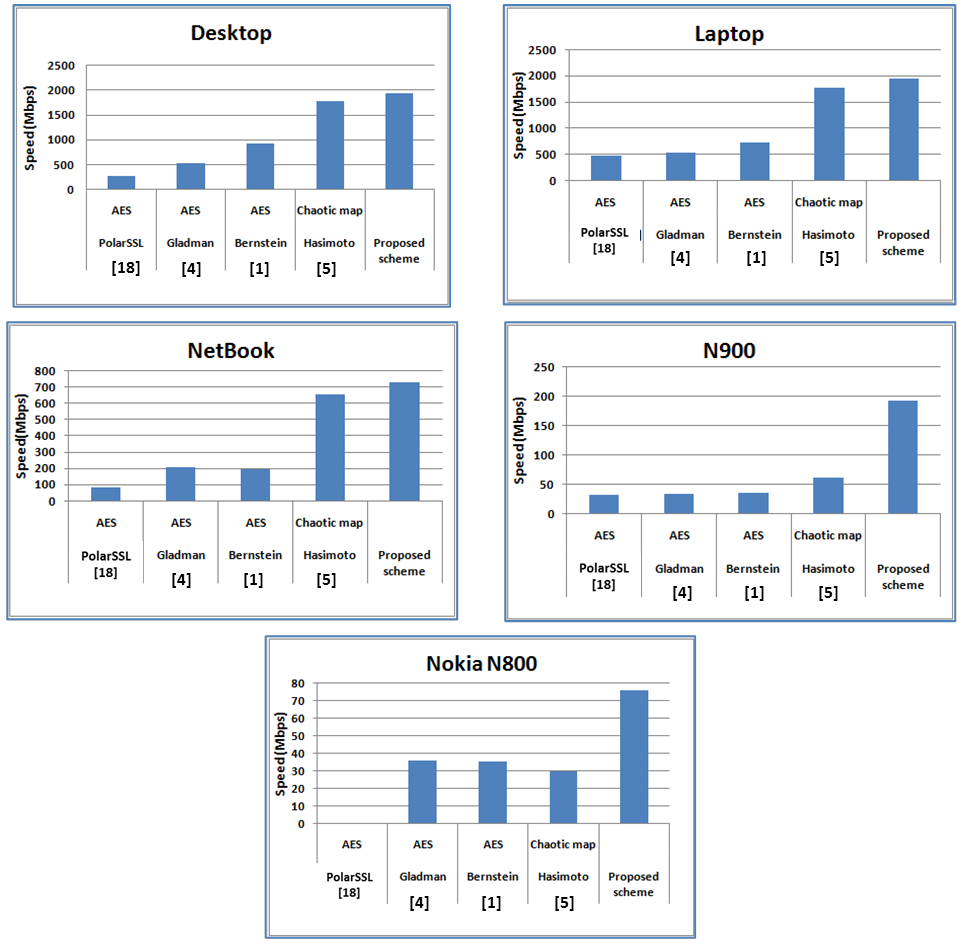 Desktop
Speed(Mbps)
2500
2000
1500
1000
500
0
AES AES AES Chaotic map
PolarSSL Gladman Bernstein Hasimoto Proposed
scheme
[18] [4] [1] [5]
Laptop
Speed(Mbps)
2500
2000
1500
1000
500
0
AES AES AES Chaotic map
PolarSSL Gladman Bernstein Hasimoto Proposed
[18] scheme
[4] [1] [5]
NetBook
Speed(Mbps)
800
700
600
500
400
300
200
100
0
AES AES AES Chaotic map
PolarSSL Gladman Bernstein Hasimoto Proposed
[18] scheme
[4] [1] [5]
N900
Speed(Mbps)
250
200
150
100
50
0
AES AES AES Chaotic map
PolarSSL Gladman Bernstein Hasimoto Proposed
[18] scheme
[4] [1] [5]
Nokia N800
Speed(Mbps)
80
70
60
50
40
30
20
10
0
AES AES AES Chaotic map
PolarSSL Gladman Bernstein Hasimoto Proposed
[18] scheme
[4] [1] [5]